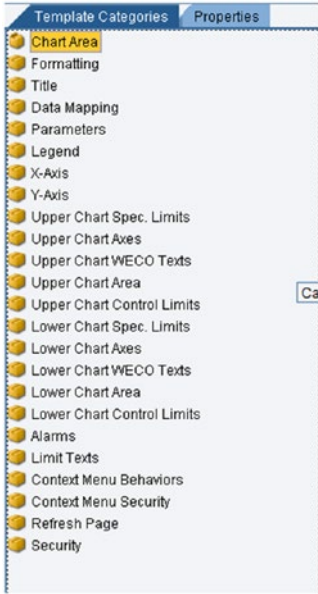 Template Categories Properties
Chart Area
Formatting
Title
Data Mapping
Parameters
Legend
X-Axis
Y-Axis
Upper Chart Spec. Limits
Upper Chart Axes
Upper Chart WECO Texts
Upper Chart Area
Ca
Upper Chart Control Limits
Lower Chart Spec. Limits
Lower Chart Axes
Lower Chart WECO Texts
Lower Chart Area
Lower Chart Control Limits
Alarms
Limit Texts
Context Menu Behaviors
Context Menu Security
Refresh Page
Security